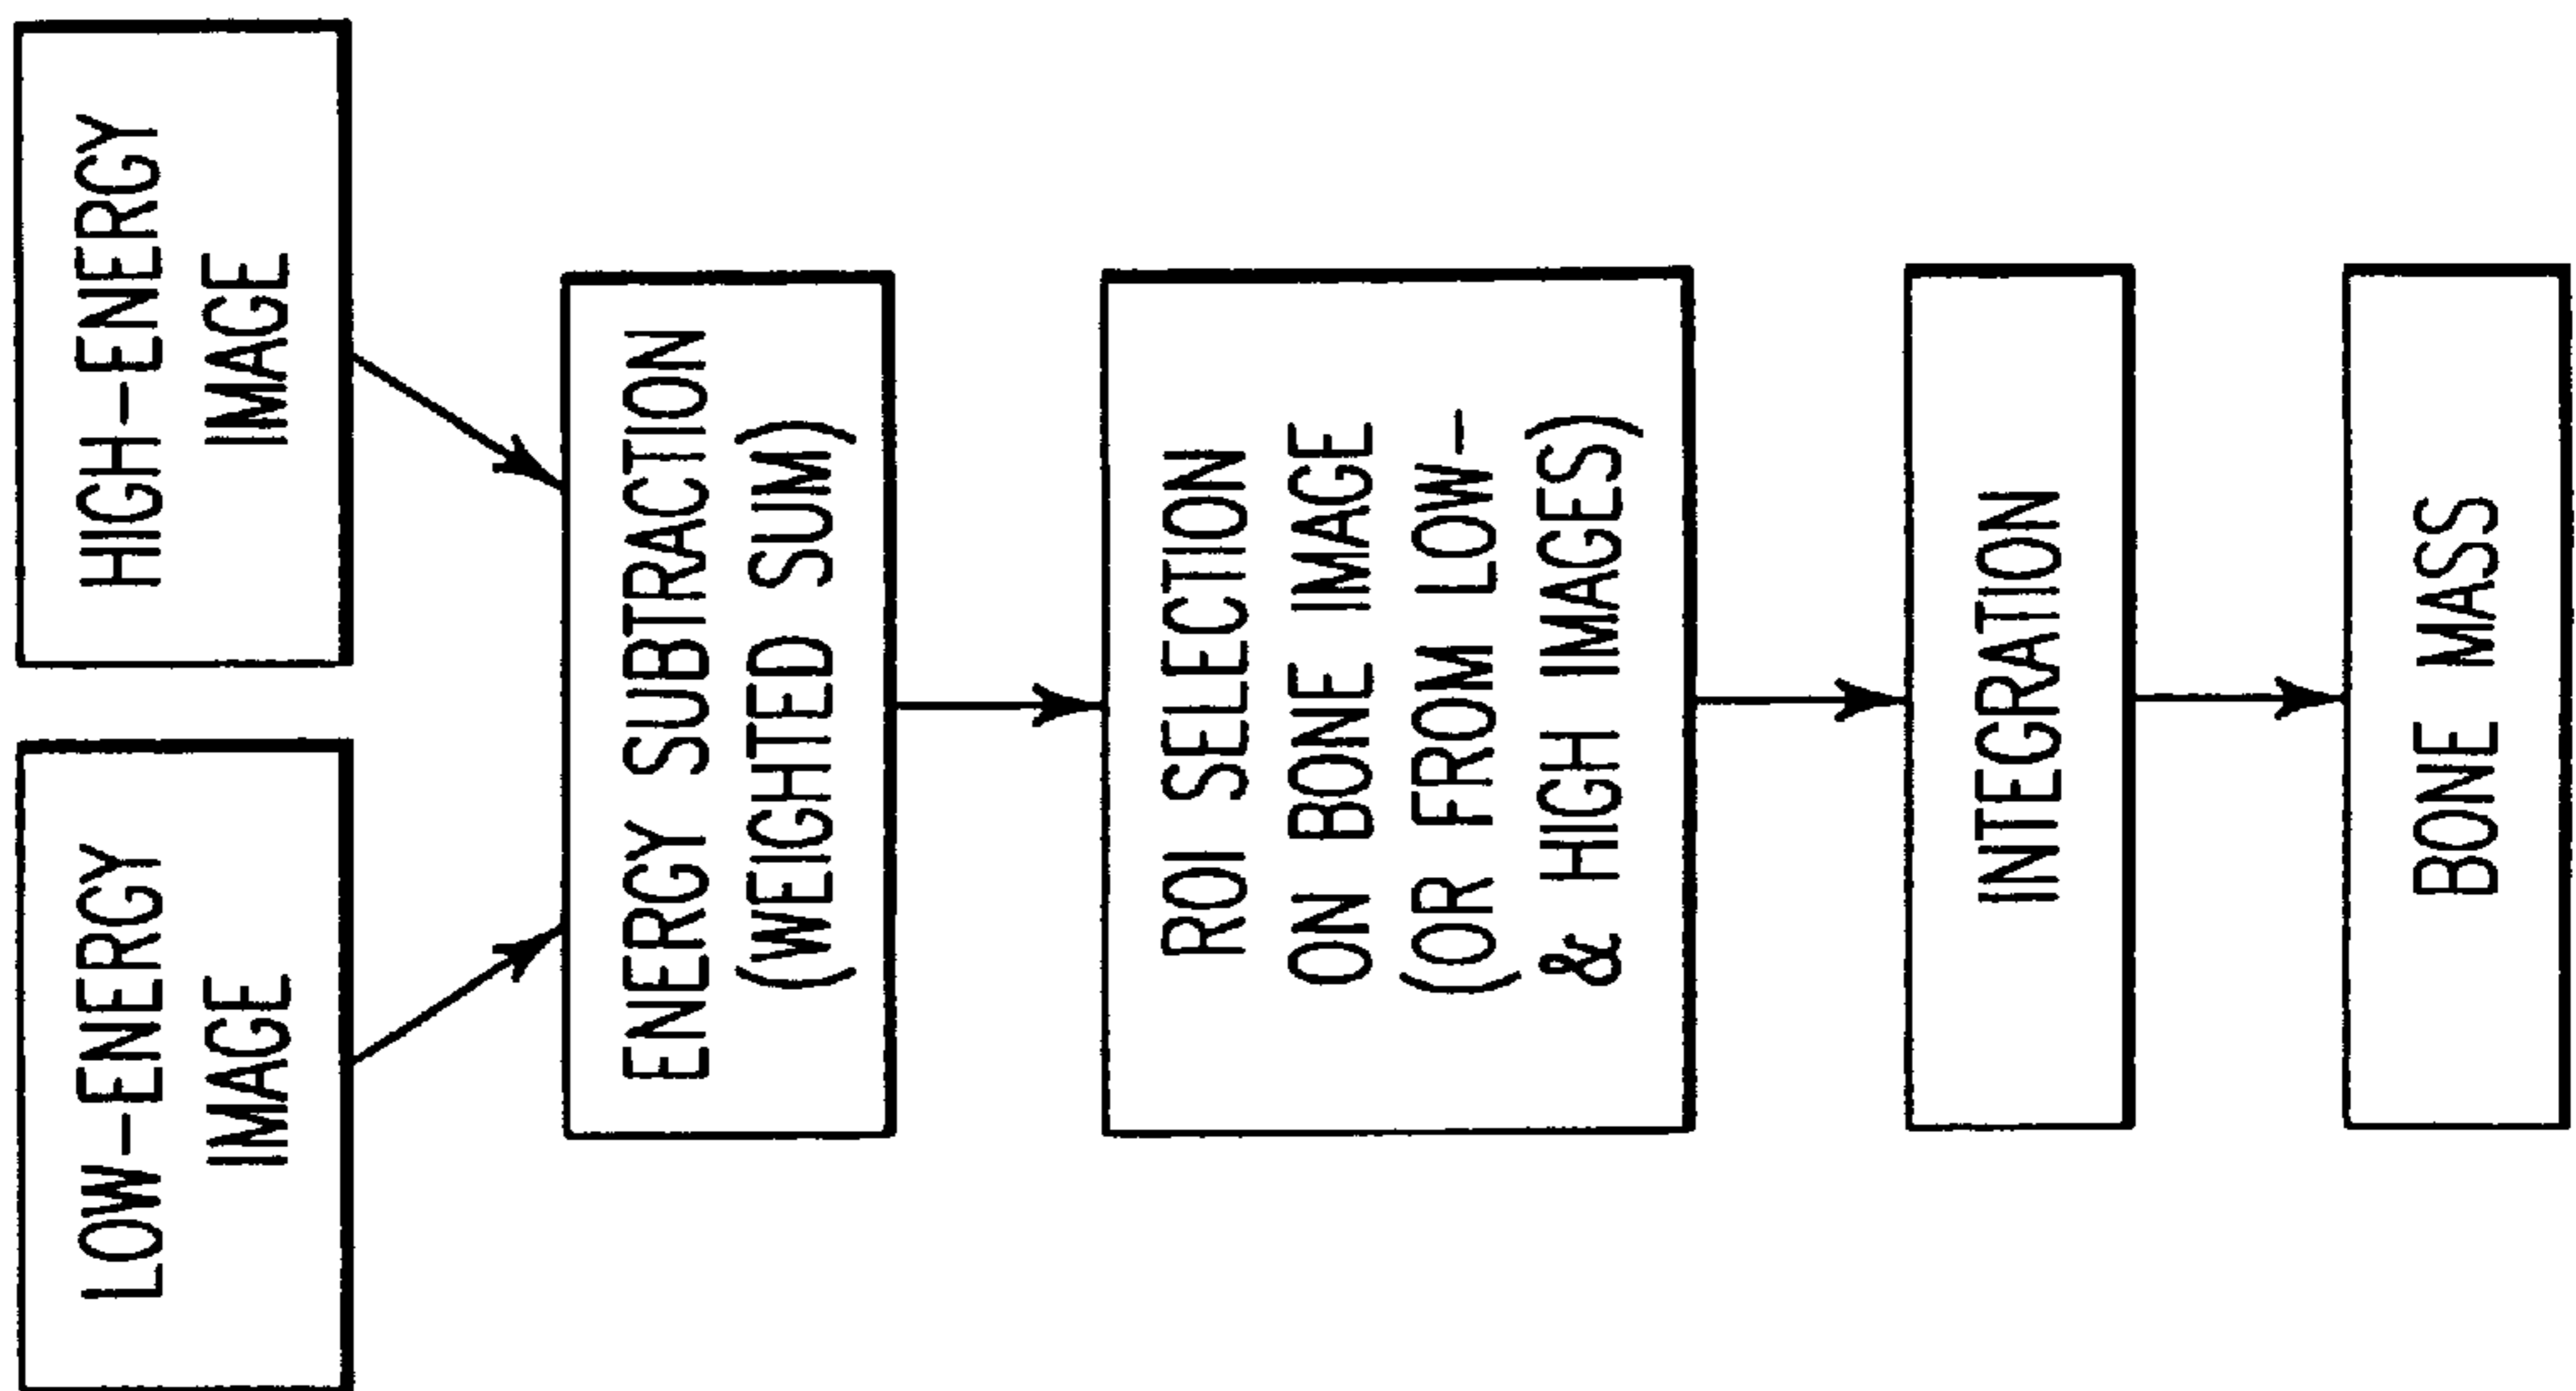 LOW-ENERGY
IMAGE
HIGH-ENERGY
IMAGE
ENERGY SUBTRACTION
(WEIGHTED SUM)
ROI SELECTION
ON BONE IMAGE
(OR FROM LOW-
& HIGH IMAGES)
INTEGRATION
BONE MASS